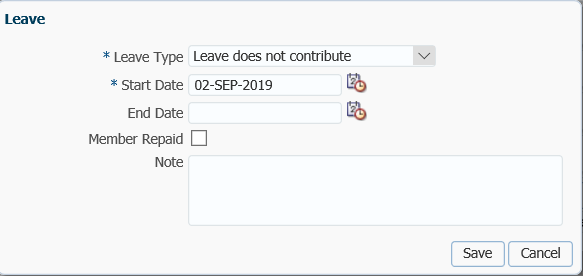 Leave
* Leave Type Leave does not contribute
* Start Date 02-SEP-2019
End Date
Member Repaid
Note
Save Cancel